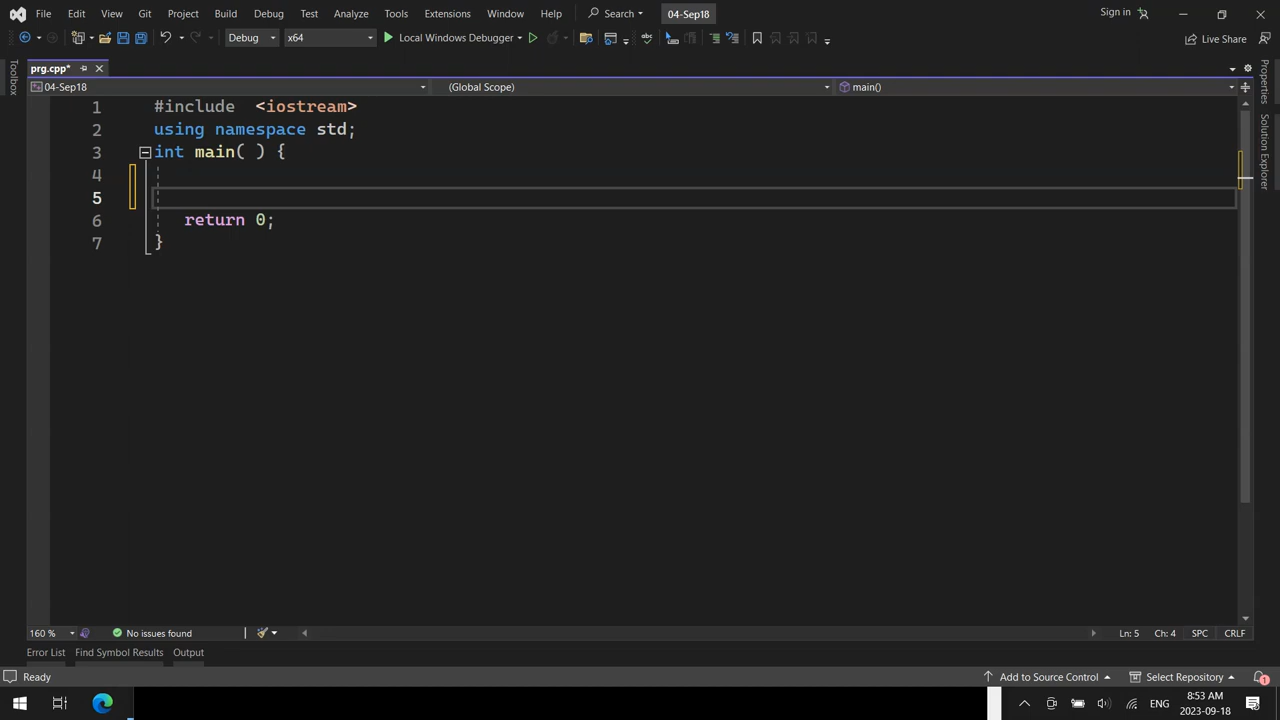 File Edit View Git Project Build Debug Test Analyze Tools Extensions Window Help Search 04-Sep18 Sign in
Debug x64 Local Windows Debugger Live Share
prg.cpp*
04-Sep18 (Global Scope) main()
Toolbox
1 #include <iostream>
2 using namespace std;
3 int main( ) {
4
5
6 return 0;
7 }
Properties
Solution Explorer
160 % No issues found Ln: 5 Ch: 4 SPC CRLF
Error List Find Symbol Results Output
Ready Add to Source Control Select Repository 1
8:53 AM
ENG
2023-09-18